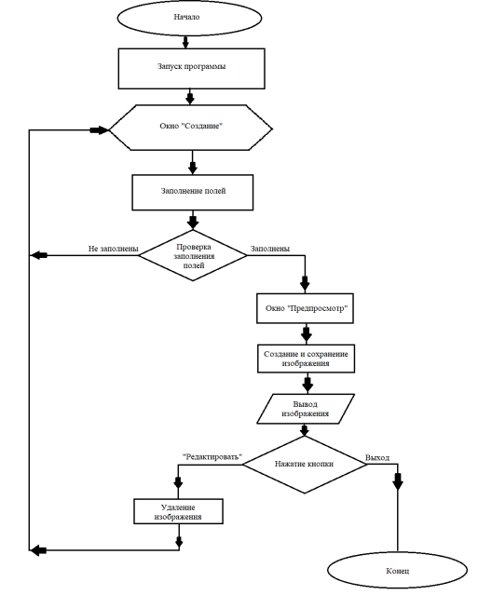 Начало
Запуск программы
Окно "Создание"
Заполнение полей
Не заполнены
Проверка
заполнения
полей
Заполнены
Окно "Предпросмотр"
Создание и сохранение
изображения
Вывод
изображения
"Редактировать"
Нажатие кнопки
Выход
Удаление
изображения
Конец